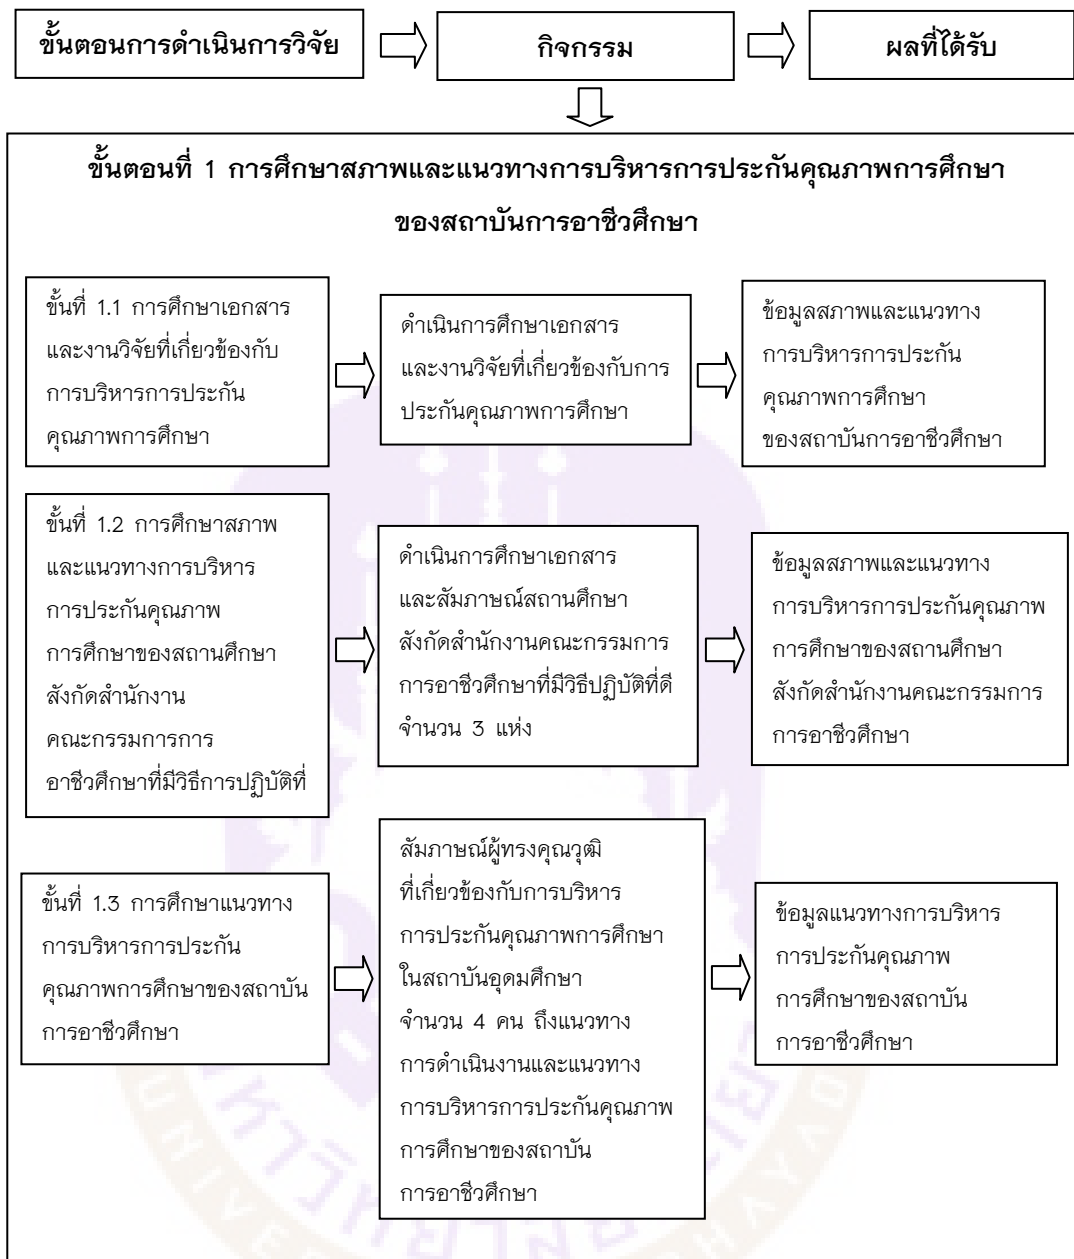 ขั้นตอนการดำเนินการวิจัย
กิจกรรม
ผลที่ได้รับ
ขั้นตอนที่ 1 การศึกษาสภาพและแนวทางการบริหารการประกันคุณภาพการศึกษา
ของสถาบันการอาชีวศึกษา
ขั้นที่ 1.1 การศึกษาเอกสาร
และงานวิจัยที่เกี่ยวข้องกับ
การบริหารการประกัน
คุณภาพการศึกษา
ดำเนินการศึกษาเอกสาร
และงานวิจัยที่เกี่ยวข้องกับการ
ประกันคุณภาพการศึกษา
ข้อมูลสภาพและแนวทาง
การบริหารการประกัน
คุณภาพการศึกษา
ของสถาบันการอาชีวศึกษา
ขั้นที่ 1.2 การศึกษาสภาพ
และแนวทางการบริหาร
การประกันคุณภาพ
การศึกษาของสถานศึกษา
สังกัดสำนักงาน
คณะกรรมการการ
อาชีวศึกษาที่มีวิธีการปฏิบัติที่
ดำเนินการศึกษาเอกสาร
และสัมภาษณ์สถานศึกษา
สังกัดสำนักงานคณะกรรมการ
การอาชีวศึกษาที่มีวิธีปฏิบัติที่ดี
จำนวน 3 แห่ง
ข้อมูลสภาพและแนวทาง
การบริหารการประกันคุณภาพ
การศึกษาของสถานศึกษา
สังกัดสำนักงานคณะกรรมการ
การอาชีวศึกษา
ขั้นที่ 1.3 การศึกษาแนวทาง
การบริหารการประกัน
คุณภาพการศึกษาของสถาบัน
การอาชีวศึกษา
สัมภาษณ์ผู้ทรงคุณวุฒิ
ที่เกี่ยวข้องกับการบริหาร
การประกันคุณภาพการศึกษา
ในสถาบันอุดมศึกษา
จำนวน 4 คน ถึงแนวทาง
การดำเนินงานและแนวทาง
การบริหารการประกันคุณภาพ
การศึกษาของสถาบัน
การอาชีวศึกษา
ข้อมูลแนวทางการบริหาร
การประกันคุณภาพ
การศึกษาของสถาบัน
การอาชีวศึกษา